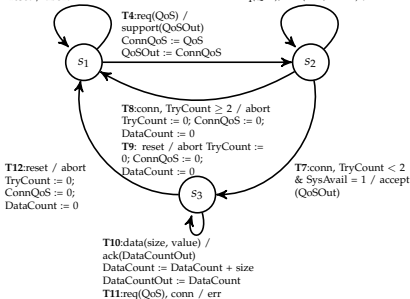 T4:req(QoS) /
support(QoSOut)
ConnQoS := QoS
QoSOut := ConnQoS
s1
s2
T8:conn, TryCount ≥ 2 / abort
TryCount := 0; ConnQoS := 0;
DataCount := 0
T9: reset / abort TryCount :=
0; ConnQoS := 0;
DataCount := 0
T12:reset / abort
TryCount := 0;
ConnQoS := 0;
DataCount := 0
T7:conn, TryCount < 2
& SysAvail = 1 / accept
(QoSOut)
s3
T10:data(size, value) /
ack(DataCountOut)
DataCount := DataCount + size
DataCountOut := DataCount
T11:req(QoS), conn / err